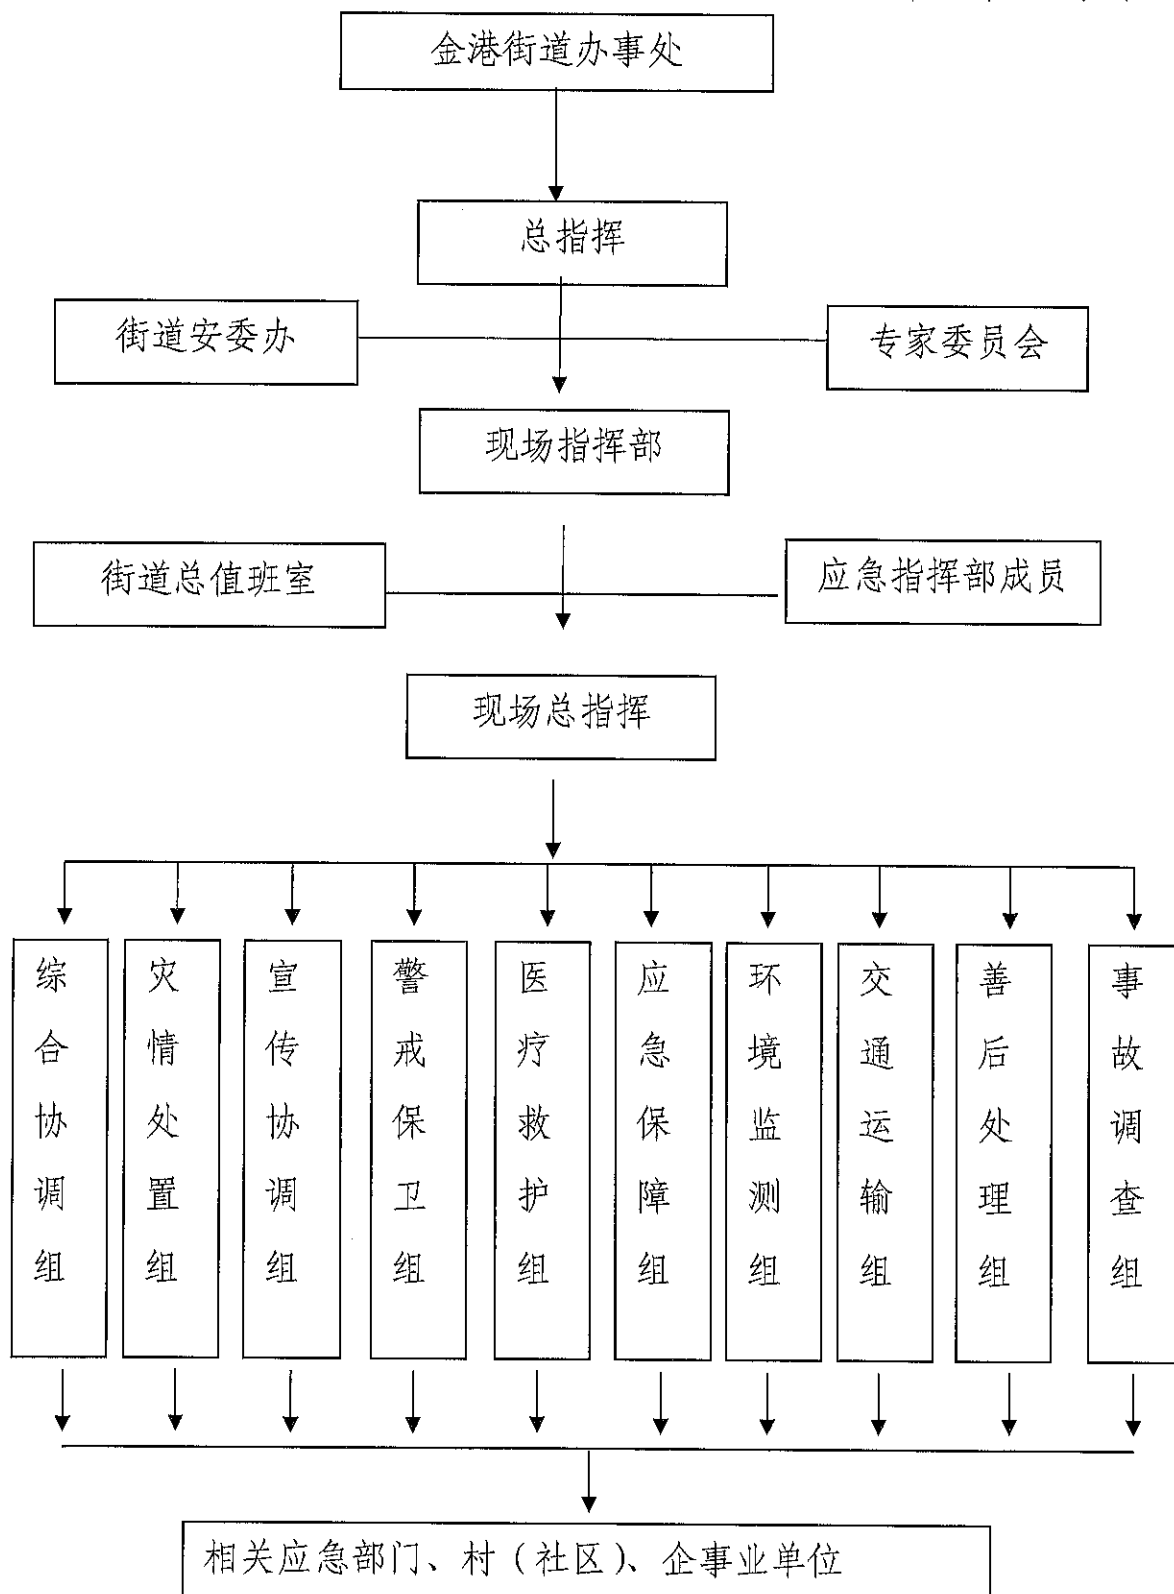 金港街道办事处
总指挥
街道安委办
专家委员会
现场指挥部
街道总值班室
应急指挥部成员
现场总指挥
综合协调组
灾情处置组
宣传协调组
警戒保卫组
医疗救护组
应急保障组
环境监测组
交通运输组
善后处理组
事故调查组
相关应急部门、村（社区）、企事业单位